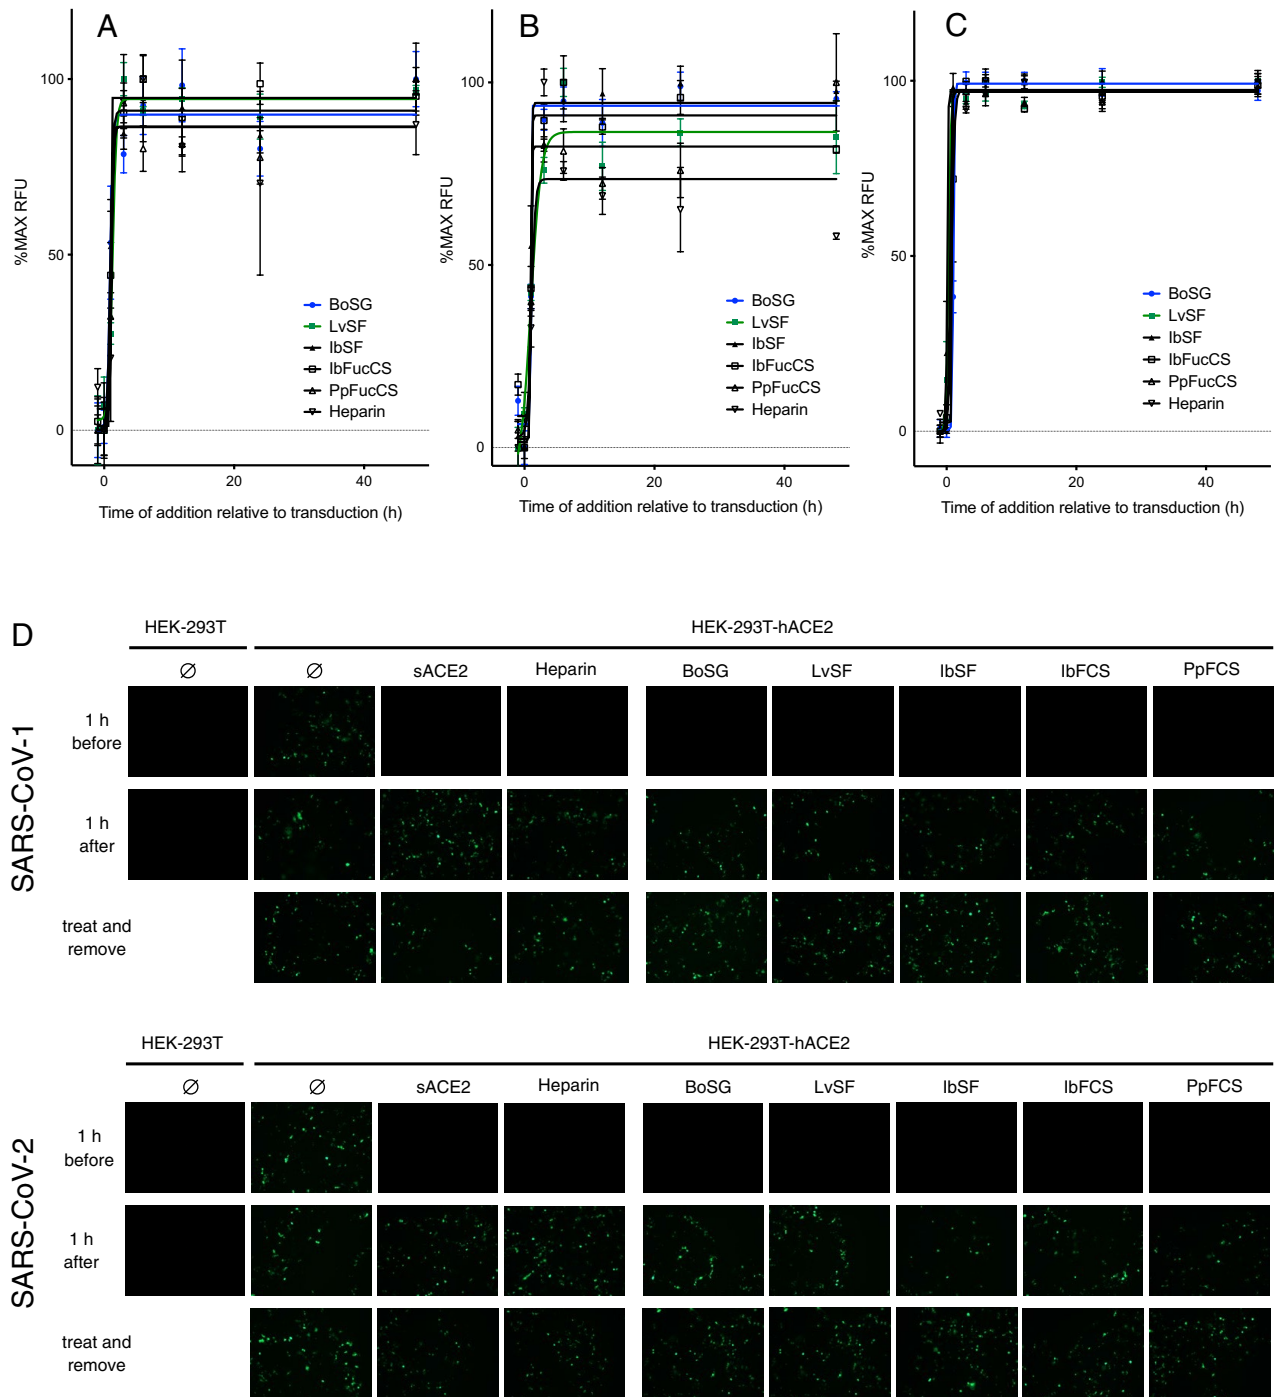 A
B
C
100
50
0
%MAX RFU
0 20 40
Time of addition relative to transduction (h)
BoSG
LvSF
IbSF
IbFucCS
PpFucCS
Heparin
100
50
0
%MAX RFU
0 20 40
Time of addition relative to transduction (h)
BoSG
LvSF
IbSF
IbFucCS
PpFucCS
Heparin
100
50
0
%MAX RFU
0 20 40
Time of addition relative to transduction (h)
BoSG
LvSF
IbSF
IbFucCS
PpFucCS
Heparin
D
HEK-293T HEK-293T-hACE2
∅ ∅ sACE2 Heparin BoSG LvSF IbSF IbFCS PpFCS
SARS-CoV-1
1 h
before
1 h
after
treat and
remove
HEK-293T HEK-293T-hACE2
∅ ∅ sACE2 Heparin BoSG LvSF IbSF IbFCS PpFCS
SARS-CoV-2
1 h
before
1 h
after
treat and
remove